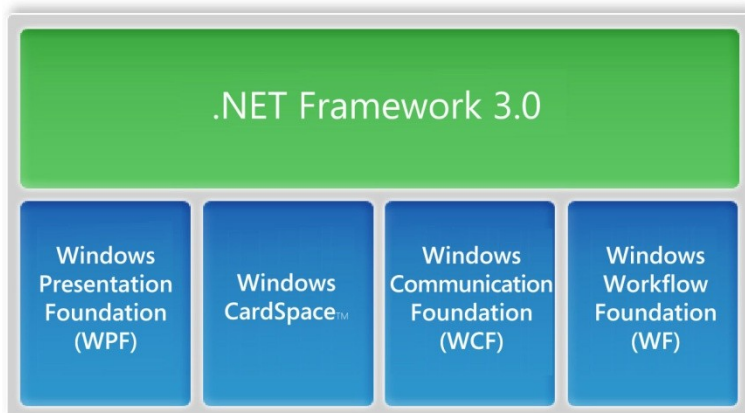 .NET Framework 3.0
Windows
Presentation
Foundation
(WPF)
Windows
CardSpace™
Windows
Communication
Foundation
(WCF)
Windows
Workflow
Foundation
(WF)